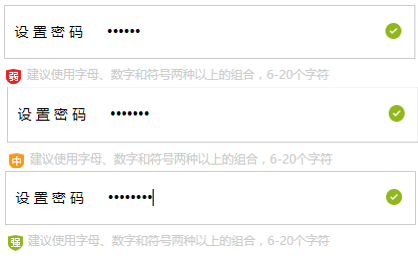 设置密码 ••••••
弱 建议使用字母、数字和符号两种以上的组合，6-20个字符
设置密码 •••••••
中 建议使用字母、数字和符号两种以上的组合，6-20个字符
设置密码 ••••••••
强 建议使用字母、数字和符号两种以上的组合，6-20个字符